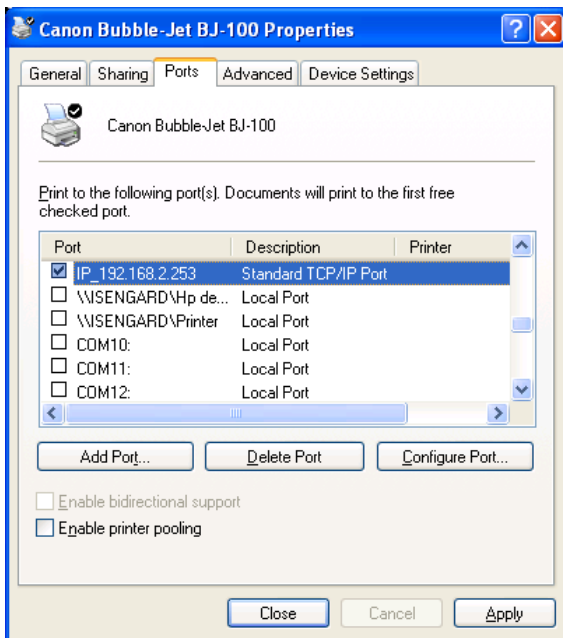 Canon Bubble-Jet BJ-100 Properties
General Sharing Ports Advanced Device Settings
Canon Bubble-Jet BJ-100
Print to the following port(s). Documents will print to the first free
checked port.
Port Description Printer
IP_192.168.2.253 Standard TCP/IP Port
\\ISENGARD\Hp de... Local Port
\\ISENGARD\Printer Local Port
COM10: Local Port
COM11: Local Port
COM12: Local Port
Add Port... Delete Port Configure Port...
Enable bidirectional support
Enable printer pooling
Close Cancel Apply